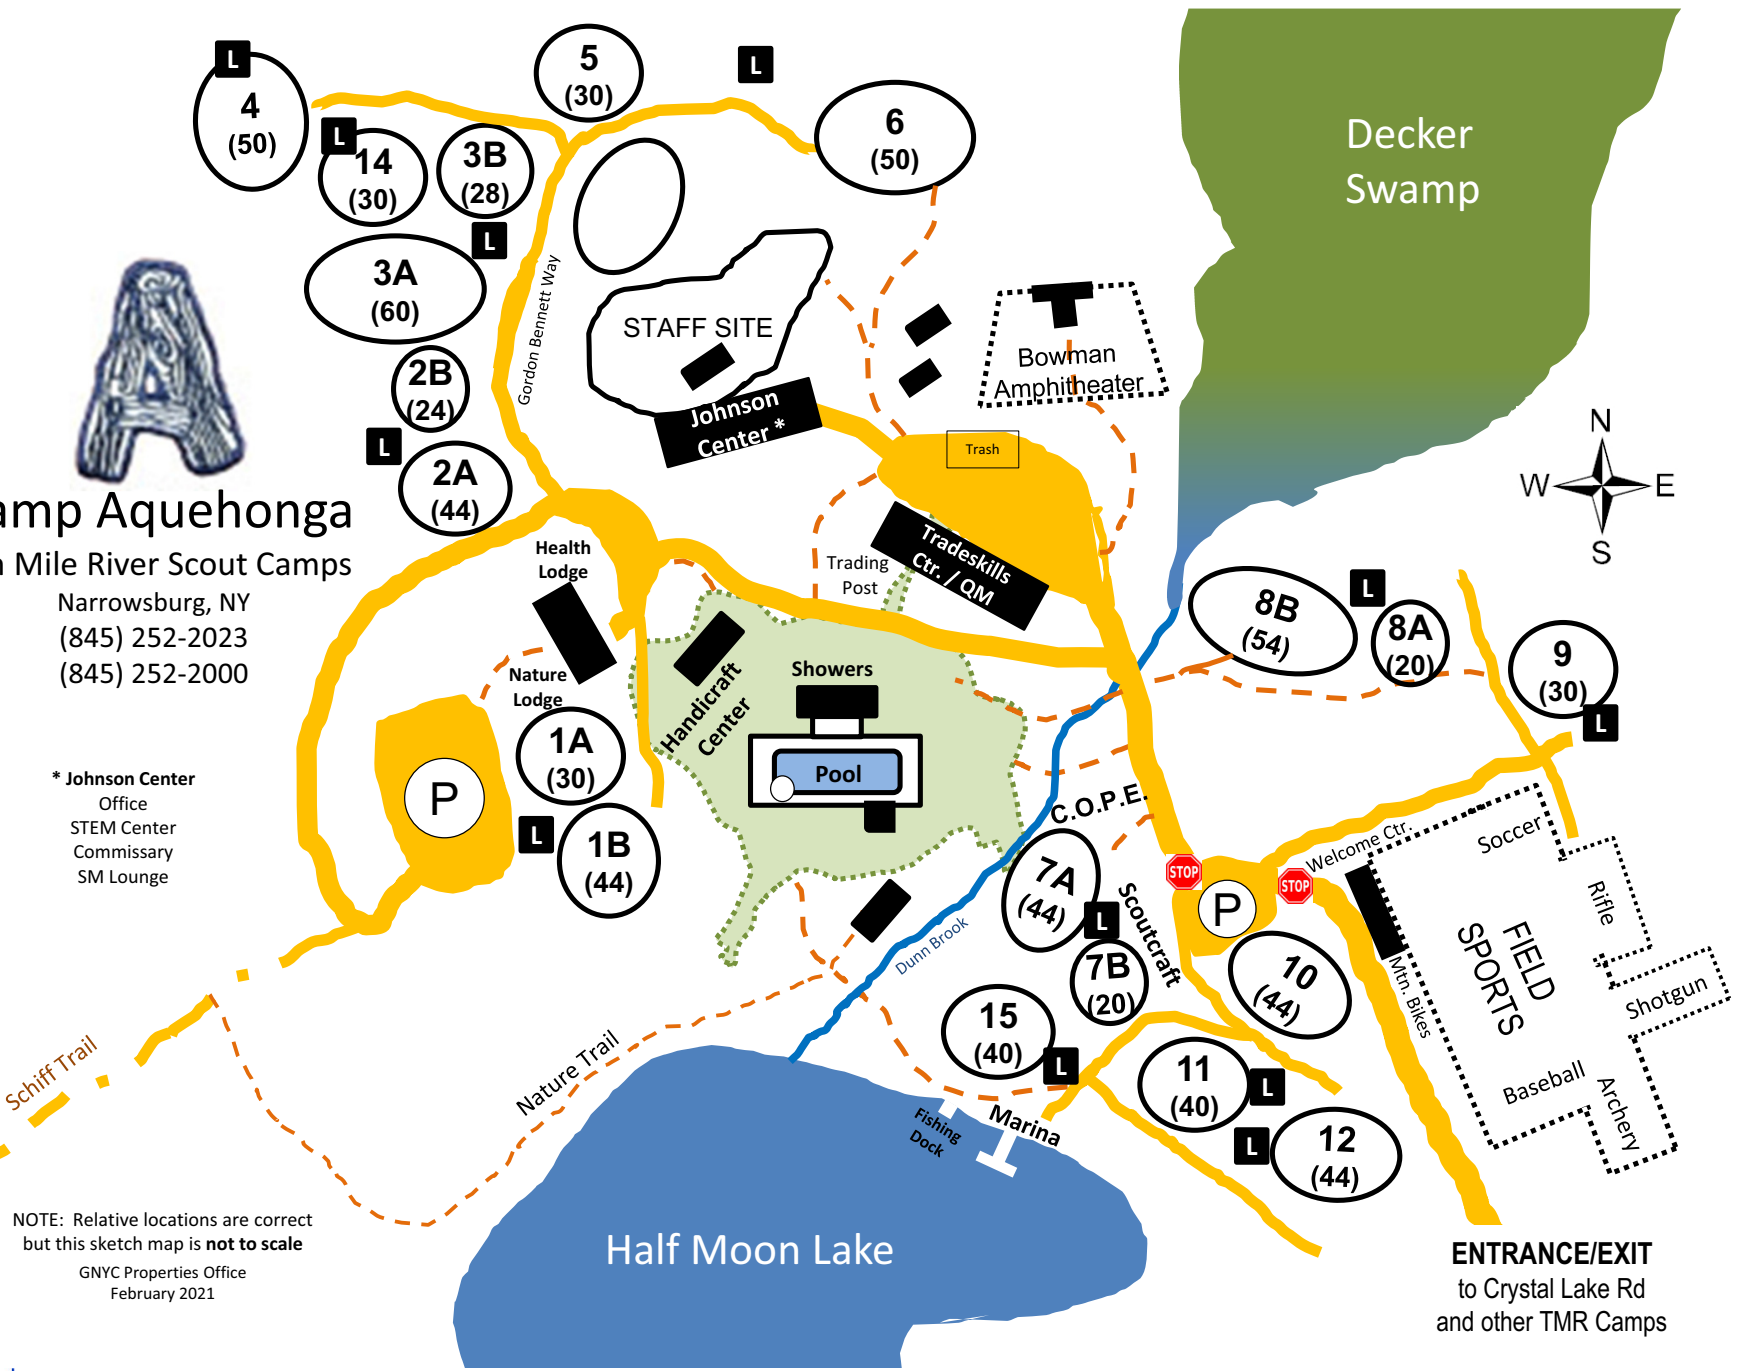 L
4
(50)
5
(30)
L
6
(50)
L
14
(30)
3B
(28)
L
3A
(60)
2B
(24)
L
2A
(44)
Gordon Bennett Way
STAFF SITE
Johnson
Center *
Trash
Bowman
Amphitheater
Decker
Swamp
N
W
E
S
A
amp Aquehonga
Mile River Scout Camps
Narrowsburg, NY
(845) 252-2023
(845) 252-2000
* Johnson Center
Office
STEM Center
Commissary
SM Lounge
Health
Lodge
Trading
Post
Tradeskills
Ctr. / QM
Nature
Lodge
Handicraft
Center
Showers
Pool
P
1A
(30)
L
1B
(44)
8B
(54)
L
8A
(20)
9
(30)
L
C.O.P.E.
7A
(44)
L
7B
(20)
Scoutcraft
STOP
P
STOP
Welcome Ctr.
Mtn. Bikes
Soccer
Rifle
FIELD
SPORTS
Shotgun
Baseball
Archery
10
(44)
Dunn Brook
15
(40)
L
11
(40)
L
L
12
(44)
Schiff Trail
Nature Trail
Fishing
Dock
Marina
Half Moon Lake
NOTE: Relative locations are correct
but this sketch map is not to scale
GNYC Properties Office
February 2021
ENTRANCE/EXIT
to Crystal Lake Rd
and other TMR Camps